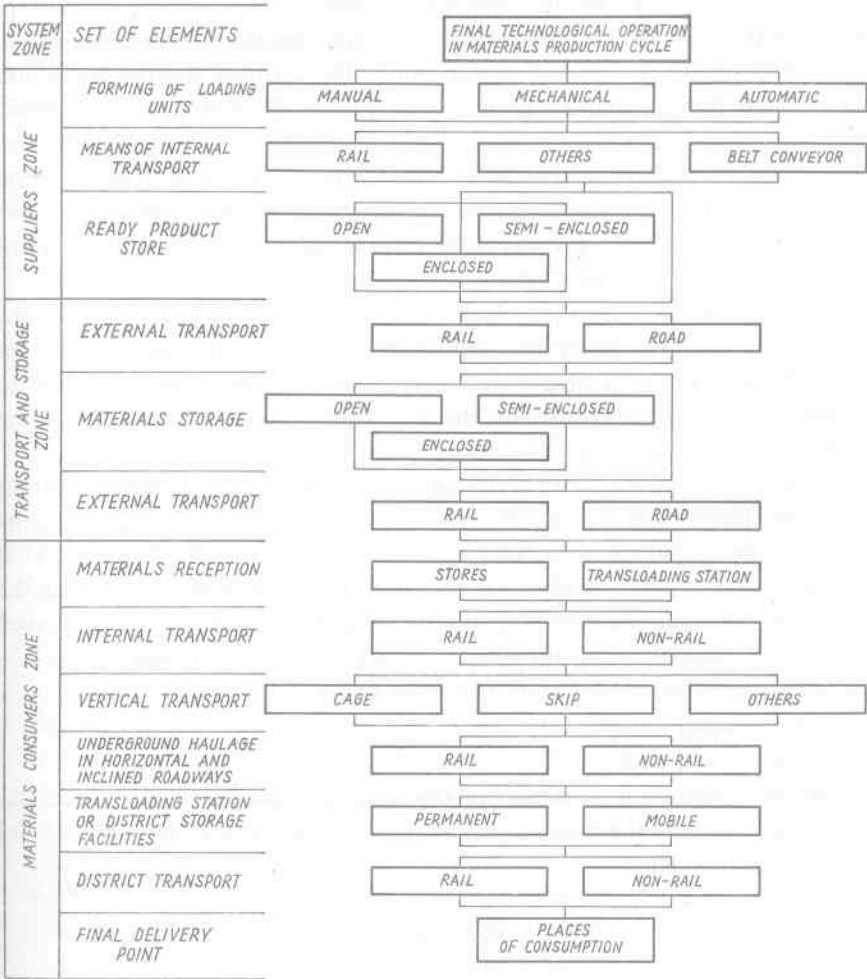 SYSTEM
ZONE
SET OF ELEMENTS
FINAL TECHNOLOGICAL OPERATION
IN MATERIALS PRODUCTION CYCLE
SUPPLIERS ZONE
FORMING OF LOADING
UNITS
MANUAL
MECHANICAL
AUTOMATIC
MEANS OF INTERNAL
TRANSPORT
RAIL
OTHERS
BELT CONVEYOR
READY PRODUCT
STORE
OPEN
SEMI-ENCLOSED
ENCLOSED
TRANSPORT AND STORAGE
ZONE
EXTERNAL TRANSPORT
RAIL
ROAD
MATERIALS STORAGE
OPEN
SEMI-ENCLOSED
ENCLOSED
EXTERNAL TRANSPORT
RAIL
ROAD
MATERIALS CONSUMERS ZONE
MATERIALS RECEPTION
STORES
TRANSLOADING STATION
INTERNAL TRANSPORT
RAIL
NON-RAIL
VERTICAL TRANSPORT
CAGE
SKIP
OTHERS
UNDERGROUND HAULAGE
IN HORIZONTAL AND
INCLINED ROADWAYS
RAIL
NON-RAIL
TRANSLOADING STATION
OR DISTRICT STORAGE
FACILITIES
PERMANENT
MOBILE
DISTRICT TRANSPORT
RAIL
NON-RAIL
FINAL DELIVERY
POINT
PLACES
OF CONSUMPTION